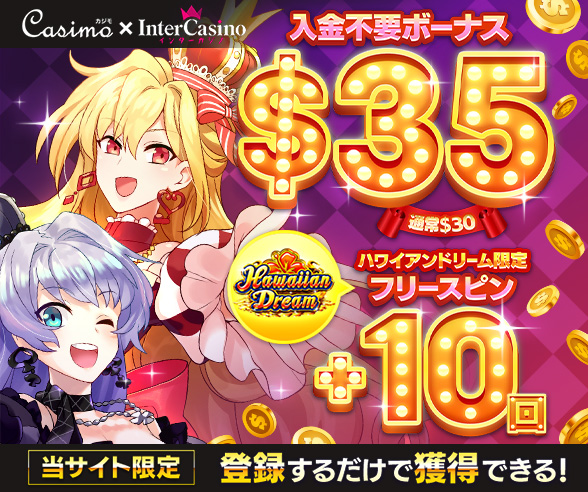 カジモ
Casimo × InterCasino
インターカジノ
入金不要ボーナス
$35
通常$30
ハワイアンドリーム限定
Hawaiian
Dream
フリースピン
+10回
当サイト限定
登録するだけで獲得できる!